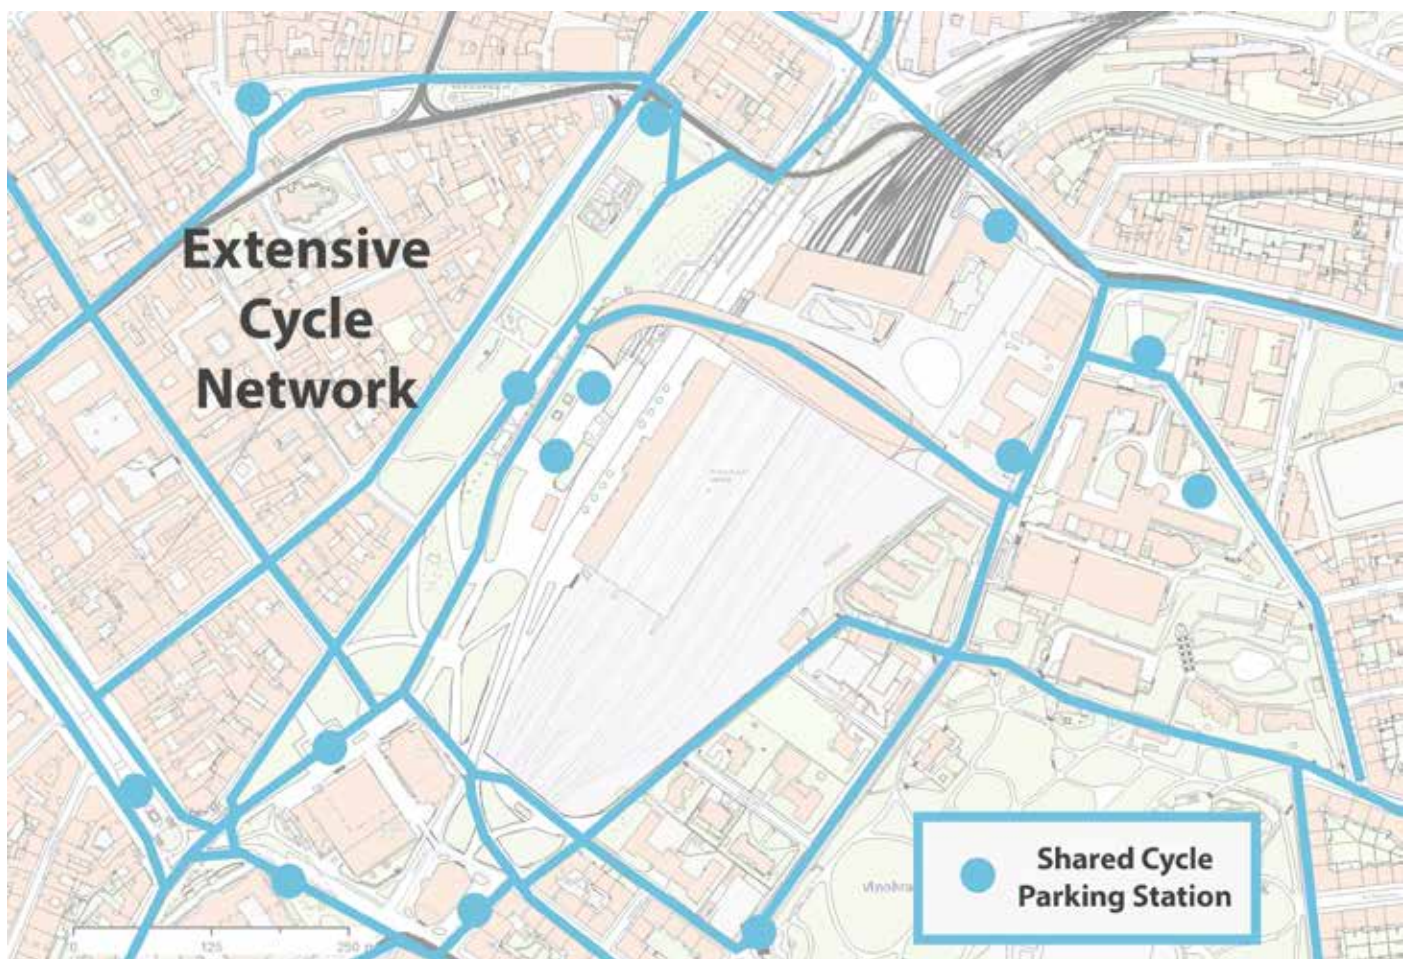 Extensive
Cycle
Network
Shared Cycle
Parking Station
0
125
250